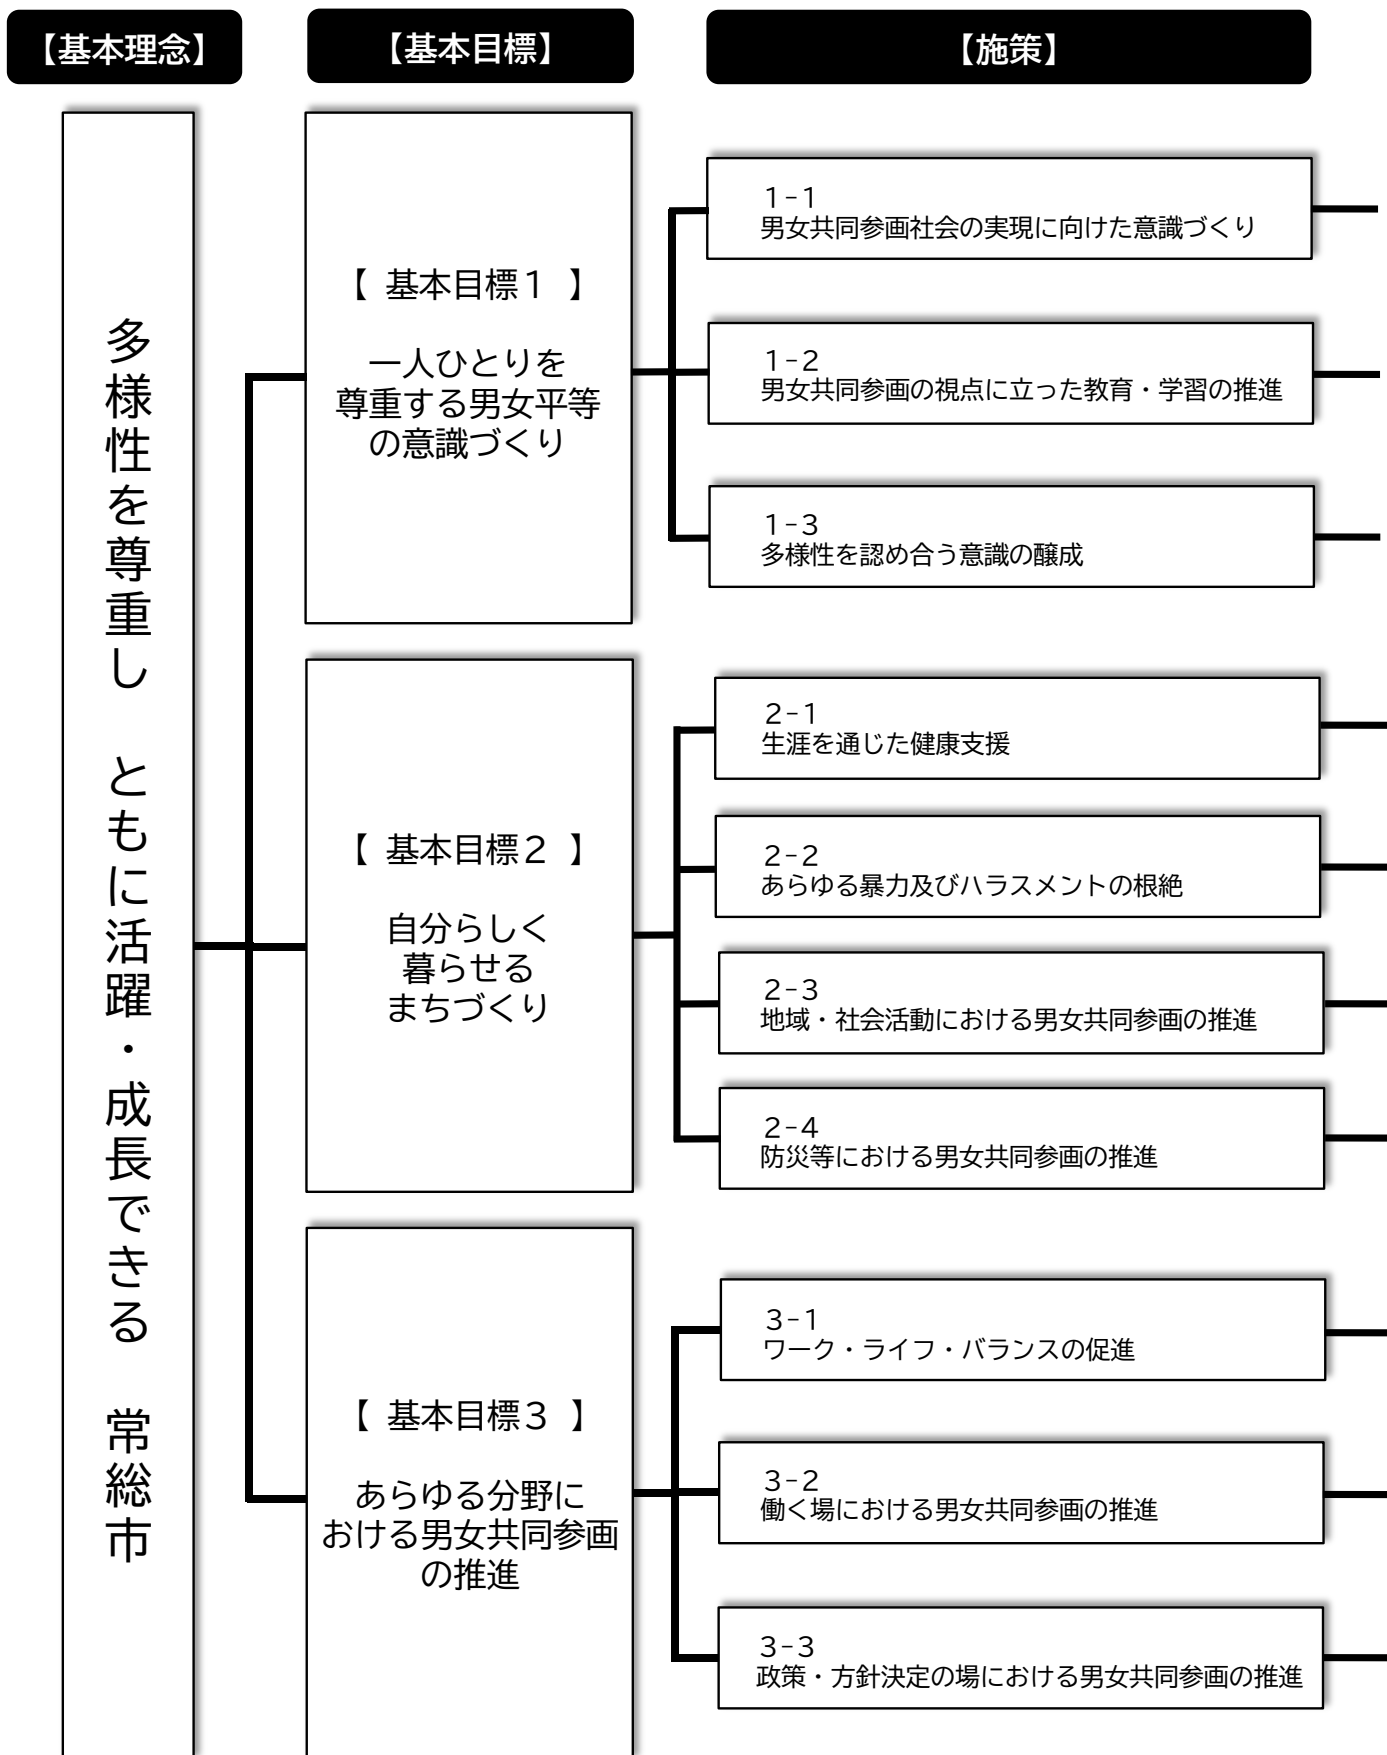 【基本理念】
【基本目標】
【施策】
多様性を尊重し　ともに活躍・成長できる　常総市
【 基本目標１ 】
一人ひとりを
尊重する男女平等
の意識づくり
１-１
男女共同参画社会の実現に向けた意識づくり
１-２
男女共同参画の視点に立った教育・学習の推進
１-３
多様性を認め合う意識の醸成
【 基本目標２ 】
自分らしく
暮らせる
まちづくり
２-１
生涯を通じた健康支援
２-２
あらゆる暴力及びハラスメントの根絶
２-３
地域・社会活動における男女共同参画の推進
２-４
防災等における男女共同参画の推進
【 基本目標３ 】
あらゆる分野に
おける男女共同参画
の推進
３-１
ワーク・ライフ・バランスの促進
３-２
働く場における男女共同参画の推進
３-３
政策・方針決定の場における男女共同参画の推進